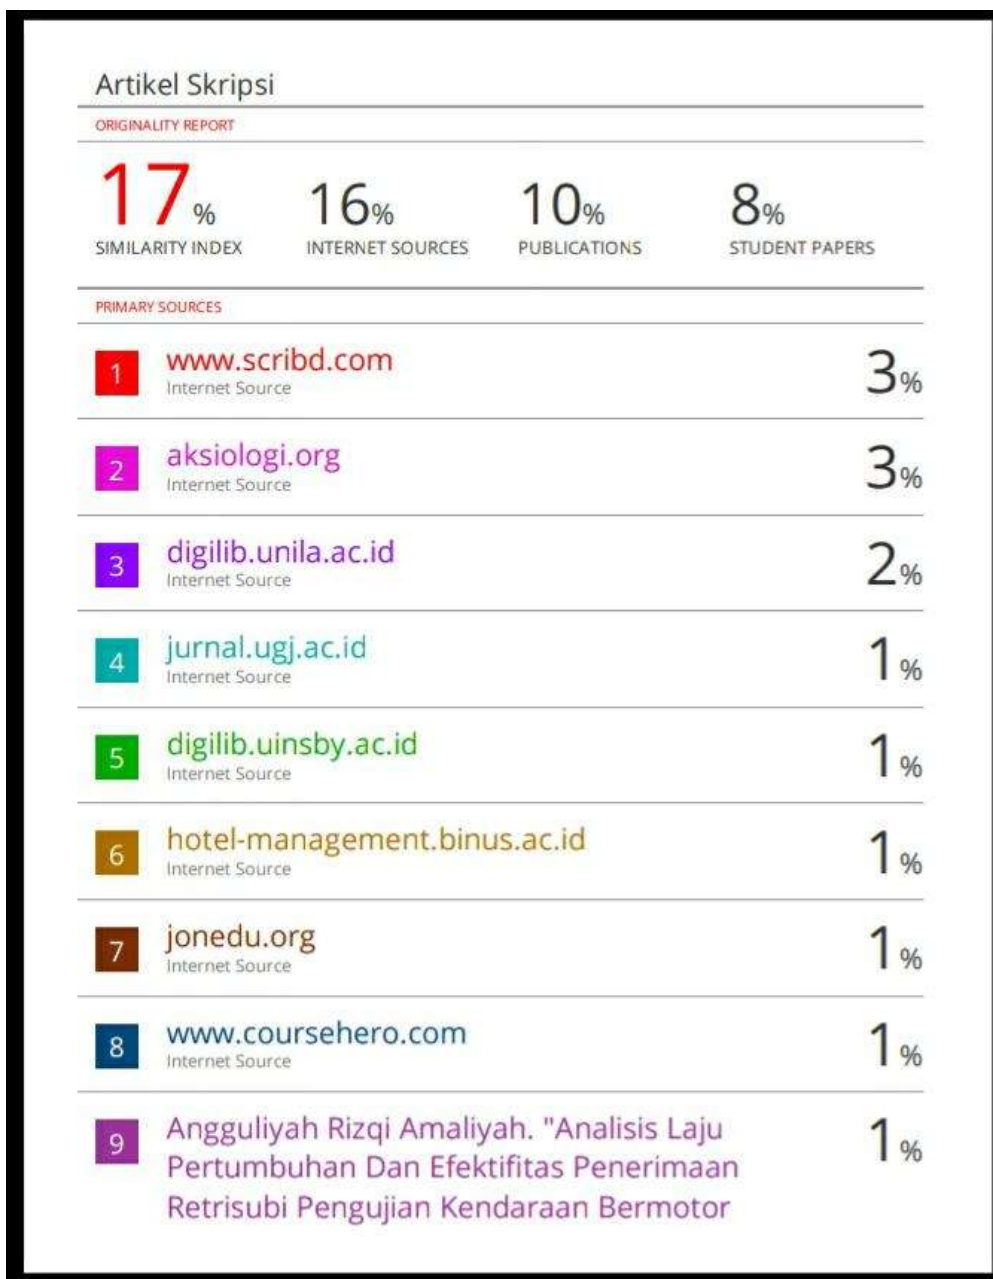 Artikel Skripsi
ORIGINALITY REPORT
17% 16% 10% 8%
SIMILARITY INDEX INTERNET SOURCES PUBLICATIONS STUDENT PAPERS
PRIMARY SOURCES
1 www.scribd.com 3%
Internet Source
2 aksiologi.org 3%
Internet Source
3 digilib.unila.ac.id 2%
Internet Source
4 jurnal.ugj.ac.id 1%
Internet Source
5 digilib.uinsby.ac.id 1%
Internet Source
6 hotel-management.binus.ac.id 1%
Internet Source
7 jonedu.org 1%
Internet Source
8 www.coursehero.com 1%
Internet Source
9 Angguliyah Rizqi Amaliyah. "Analisis Laju 1%
Pertumbuhan Dan Efektifitas Penerimaan
Retrisubi Pengujian Kendaraan Bermotor